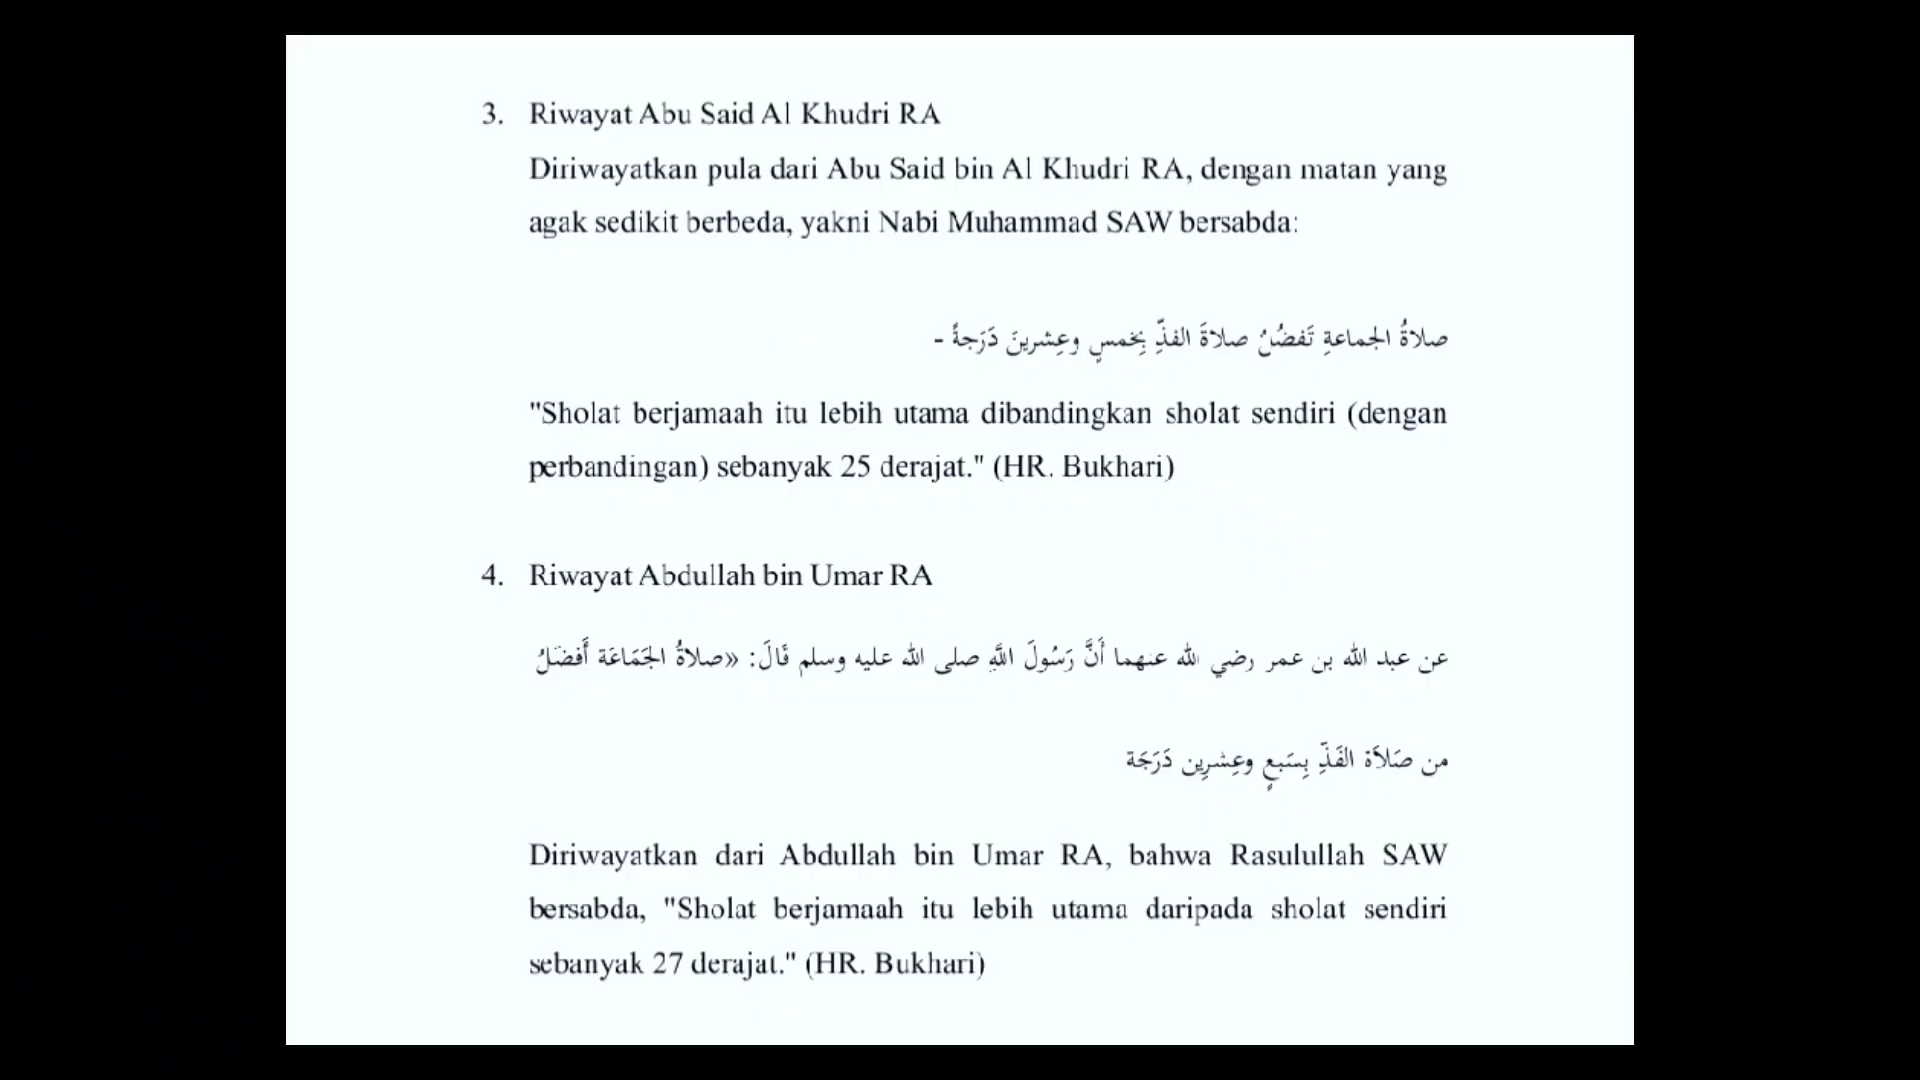 3. Riwayat Abu Said Al Khudri RA
Diriwayatkan pula dari Abu Said bin Al Khudri RA, dengan matan yang
agak sedikit berbeda, yakni Nabi Muhammad SAW bersabda:
صلاةُ الجماعةِ تَفضُلُ صلاةَ الفذِّ بِخمسٍ وعِشرينَ دَرَجةً -
"Sholat berjamaah itu lebih utama dibandingkan sholat sendiri (dengan
perbandingan) sebanyak 25 derajat." (HR. Bukhari)
4. Riwayat Abdullah bin Umar RA
عن عبد الله بن عمر رضي الله عنهما أَنَّ رَسُولَ اللَّهِ صلى الله عليه وسلم قَالَ: «صلاةُ الجَمَاعَة أَفضَلُ
من صَلاَة الفَذِّ بِسَبعٍ وعِشرِين دَرَجَة
Diriwayatkan dari Abdullah bin Umar RA, bahwa Rasulullah SAW
bersabda, "Sholat berjamaah itu lebih utama daripada sholat sendiri
sebanyak 27 derajat." (HR. Bukhari)